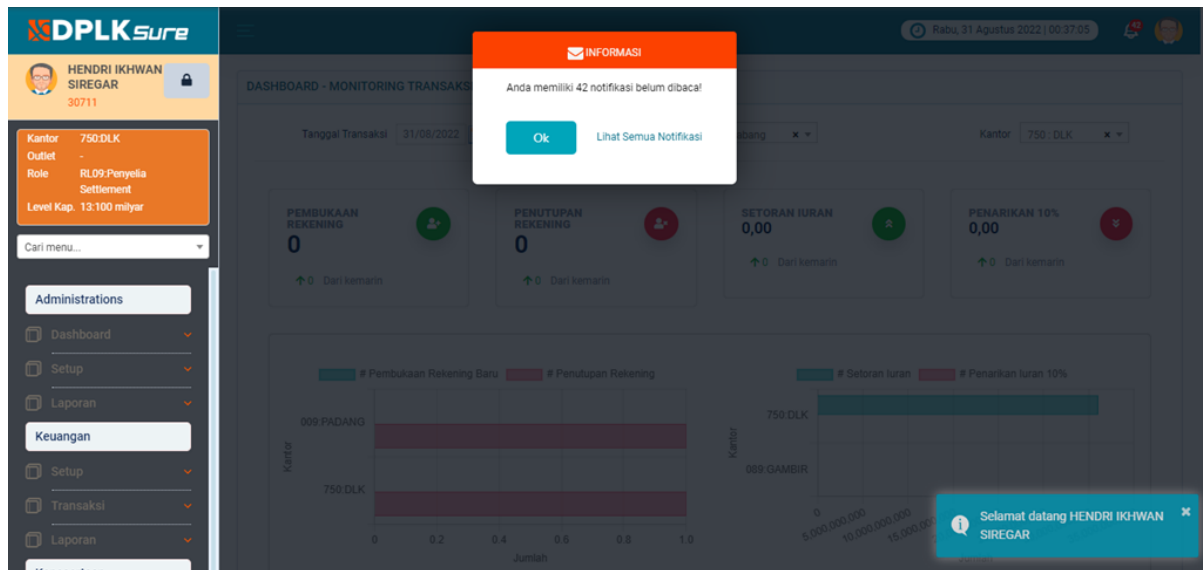 DPLKsure
HENDRI IKHWAN
SIREGAR
30711
Kantor 750:DLK
Outlet -
Role RL09:Penyelia
Settlement
Level Kap. 13:100 milyar
Cari menu...
Administrations
Dashboard
Setup
Laporan
Keuangan
Setup
Transaksi
Laporan
Rabu, 31 Agustus 2022 | 00:37:05
42
INFORMASI
Anda memiliki 42 notifikasi belum dibaca!
Ok Lihat Semua Notifikasi
DASHBOARD - MONITORING TRANSAKS
Tanggal Transaksi 31/08/2022
abang
Kantor 750 : DLK
PEMBUKAAN
REKENING
0
0 Dari kemarin
PENUTUPAN
REKENING
0
0 Dari kemarin
SETORAN IURAN
0,00
0 Dari kemarin
PENARIKAN 10%
0,00
0 Dari kemarin
# Pembukaan Rekening Baru # Penutupan Rekening
009:PADANG
Kantor
750:DLK
0 0.2 0.4 0.6 0.8 1.0
Jumlah
# Setoran Iuran # Penarikan Iuran 10%
750:DLK
Kantor
089:GAMBIR
0 5,000,000,000 10,000,000,000
Selamat datang HENDRI IKHWAN
SIREGAR